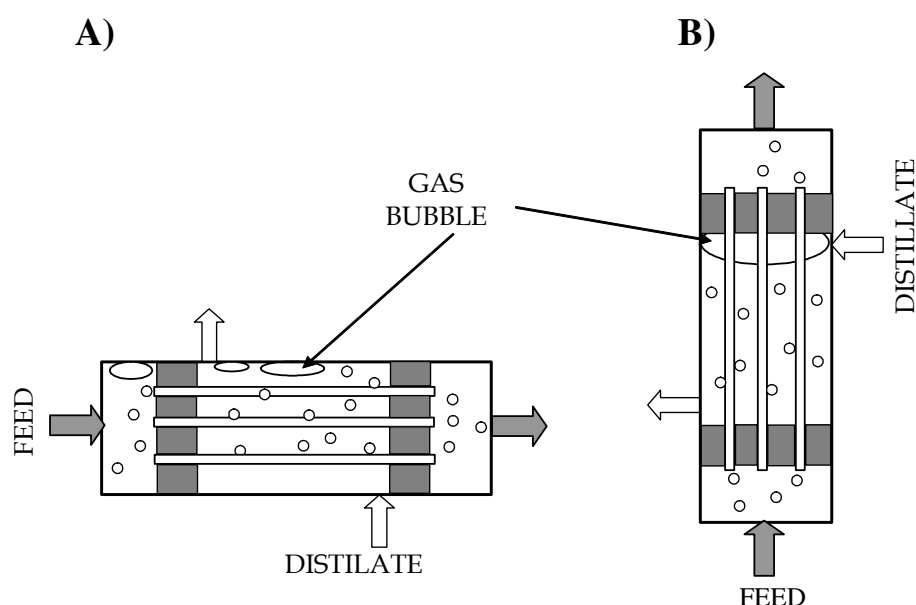 A)
B)
GAS
BUBBLE
DISTILLATE
FEED
DISTILATE
FEED